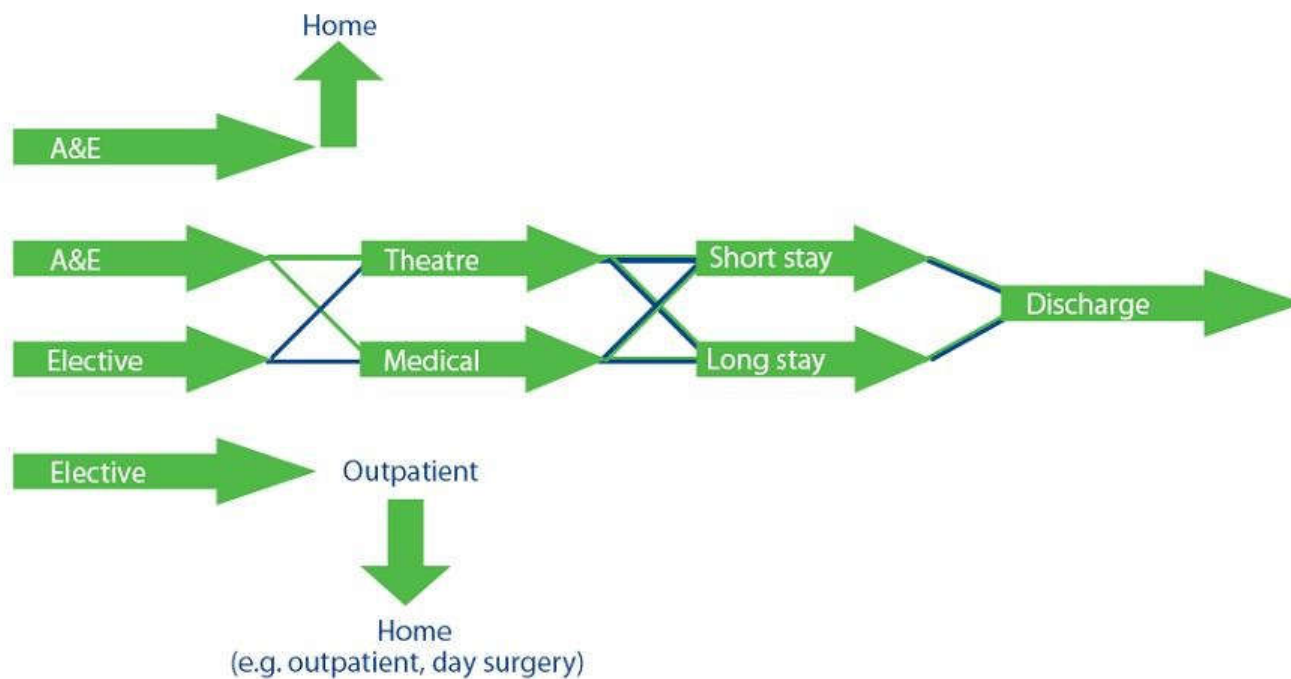 Home
A&E
A&E
Theatre
Short stay
Discharge
Elective
Medical
Long stay
Elective
Outpatient
Home
(e.g. outpatient, day surgery)